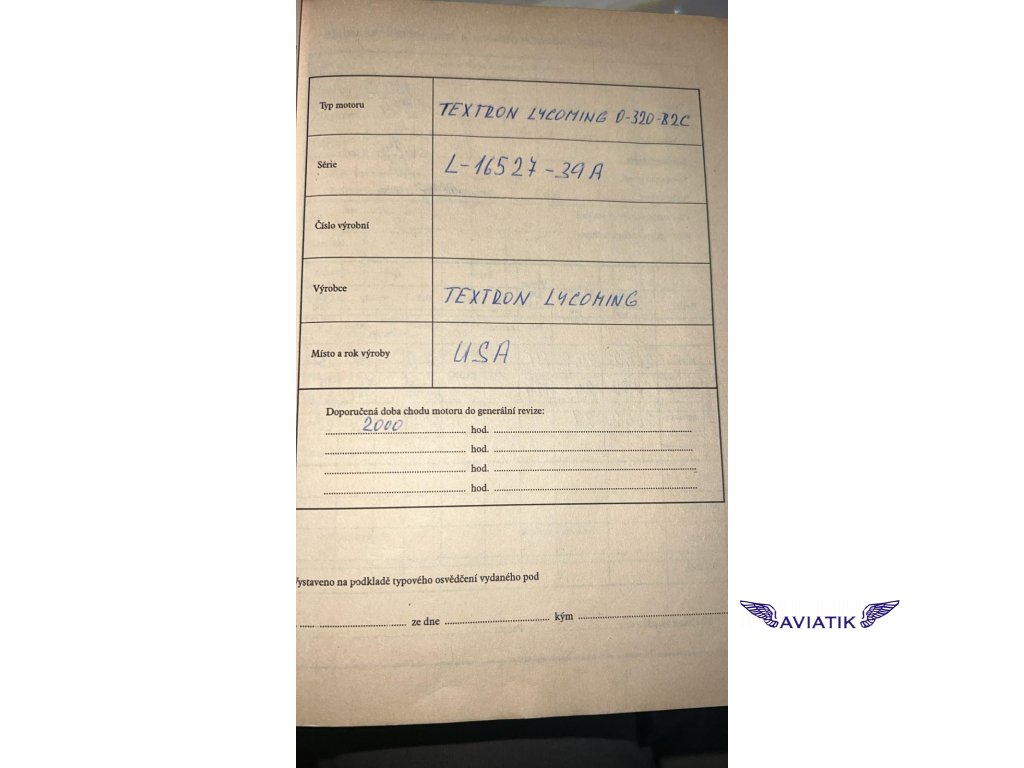 Typ motoru TEXTRON LYCOMING O-320-B2C
Série L-16527-39A
Číslo výrobní
Výrobce TEXTRON LYCOMING
Místo a rok výroby USA
Doporučená doba chodu motoru do generální revize:
2000 hod.
hod.
hod.
hod.
Vystaveno na podkladě typového osvědčení vydaného pod
ze dne kým
AVIATIK